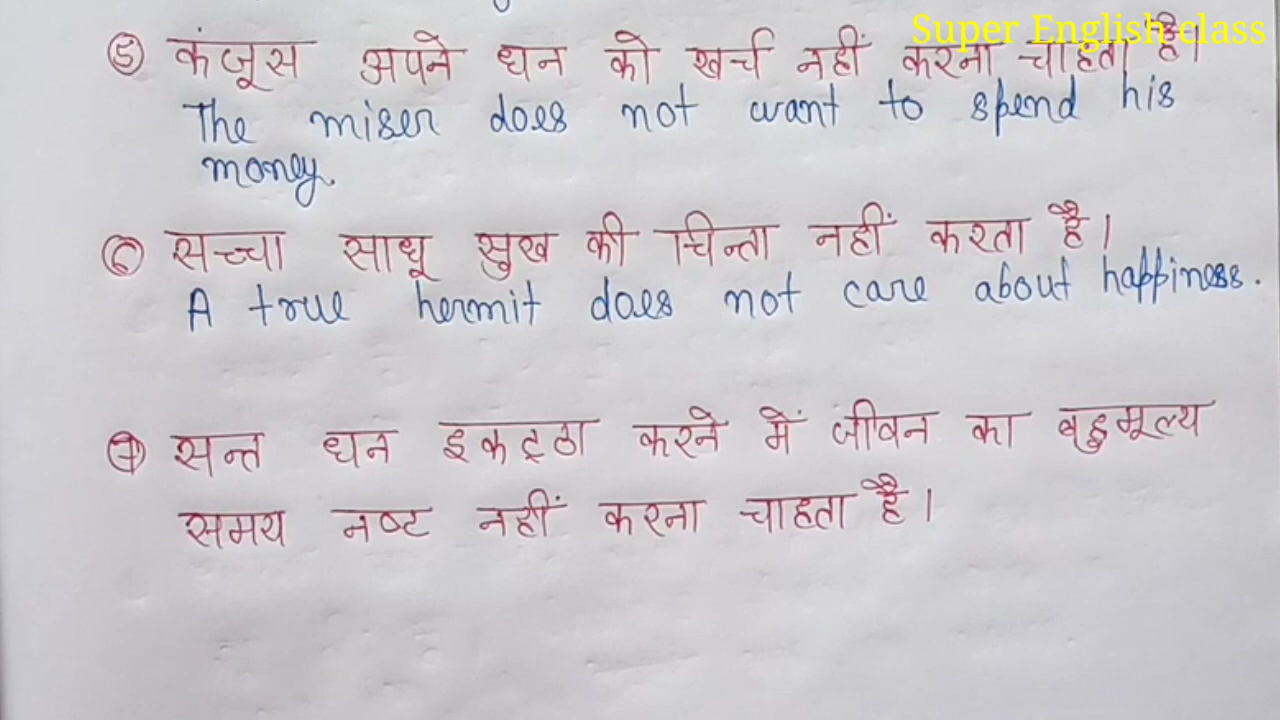 Super English class
⑤ कंजूस अपने धन को खर्च नहीं करना चाहता है।
The miser does not want to spend his
money.
⑥ सच्चा साधू सुख की चिन्ता नहीं करता है।
A true hermit does not care about happiness.
⑦ सन्त धन इकट्ठा करने में जीवन का बहुमूल्य
समय नष्ट नहीं करना चाहता है।